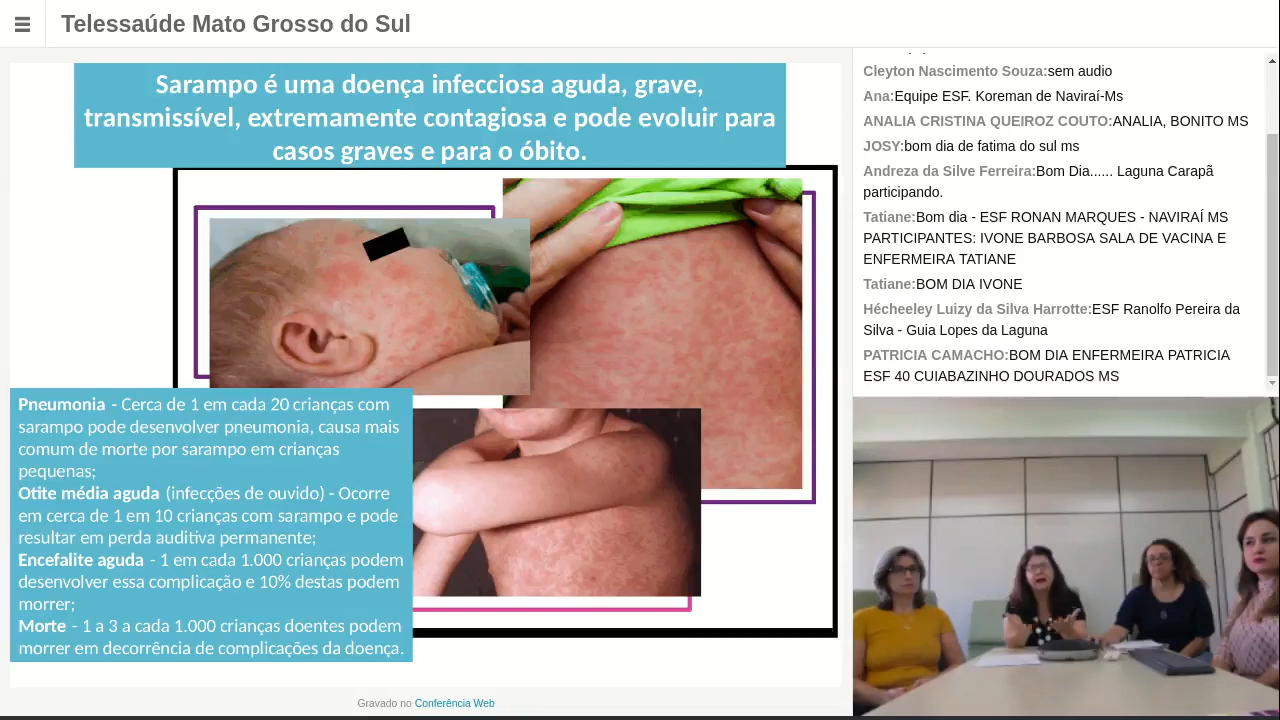 Telessaúde Mato Grosso do Sul
Sarampo é uma doença infecciosa aguda, grave,
transmissível, extremamente contagiosa e pode evoluir para
casos graves e para o óbito.
Pneumonia - Cerca de 1 em cada 20 crianças com
sarampo pode desenvolver pneumonia, causa mais
comum de morte por sarampo em crianças
pequenas;
Otite média aguda (infecções de ouvido) - Ocorre
em cerca de 1 em 10 crianças com sarampo e pode
resultar em perda auditiva permanente;
Encefalite aguda - 1 em cada 1.000 crianças podem
desenvolver essa complicação e 10% destas podem
morrer;
Morte - 1 a 3 a cada 1.000 crianças doentes podem
morrer em decorrência de complicações da doença.
Gravado no Conferência Web
Cleyton Nascimento Souza:sem audio
Ana:Equipe ESF. Koreman de Naviraí-Ms
ANALIA CRISTINA QUEIROZ COUTO:ANALIA, BONITO MS
JOSY:bom dia de fatima do sul ms
Andreza da Silve Ferreira:Bom Dia...... Laguna Carapã
participando.
Tatiane:Bom dia - ESF RONAN MARQUES - NAVIRAÍ MS
PARTICIPANTES: IVONE BARBOSA SALA DE VACINA E
ENFERMEIRA TATIANE
Tatiane:BOM DIA IVONE
Hécheeley Luizy da Silva Harrotte:ESF Ranolfo Pereira da
Silva - Guia Lopes da Laguna
PATRICIA CAMACHO:BOM DIA ENFERMEIRA PATRICIA
ESF 40 CUIABAZINHO DOURADOS MS